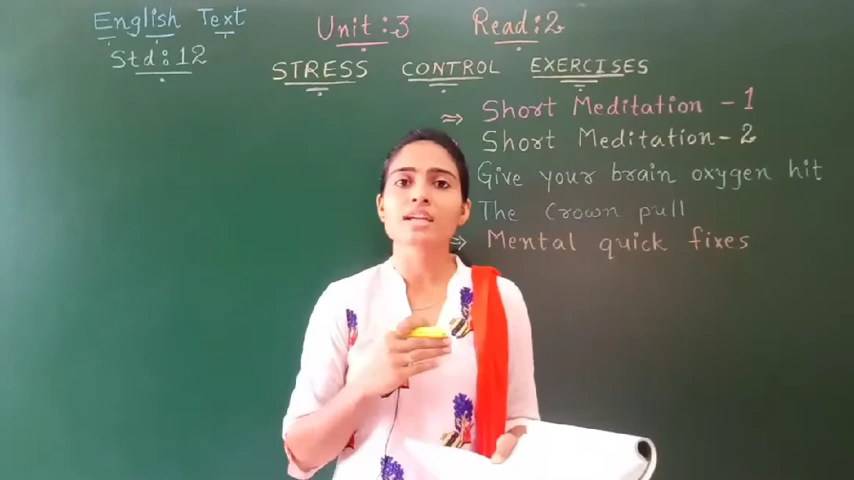 English Text
Std: 12
Unit: 3
Read: 2
STRESS CONTROL EXERCISES
⇒ Short Meditation - 1
Short Meditation - 2
Give your brain oxygen hit
The Crown pull
⇒ Mental quick fixes